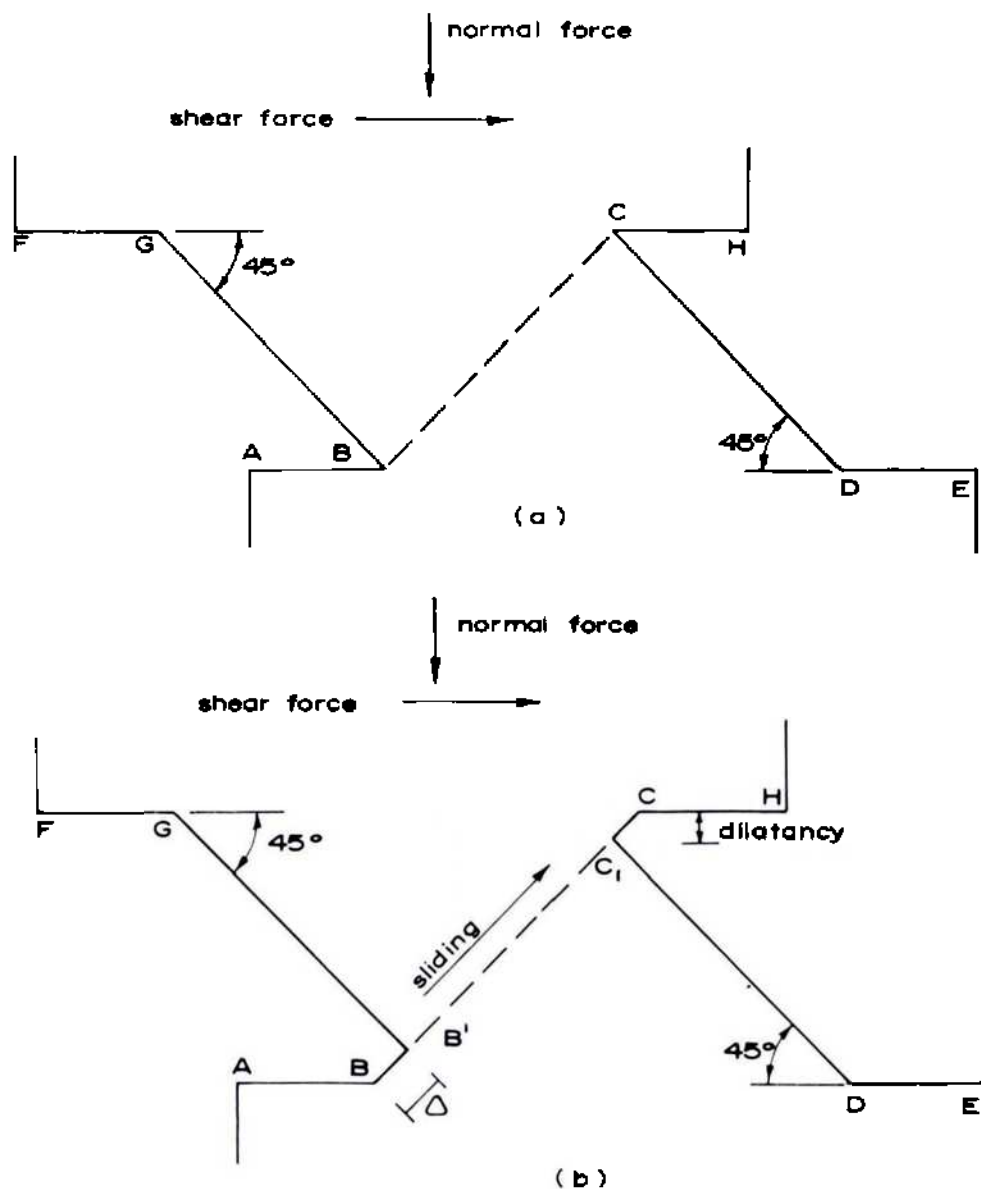 normal force
shear force
C
F
G
H
45°
A
B
45°
D
E
(a)
normal force
shear force
C
H
F
G
dilatancy
45°
C₁
sliding
B'
A
B
45°
Δ
D
E
(b)